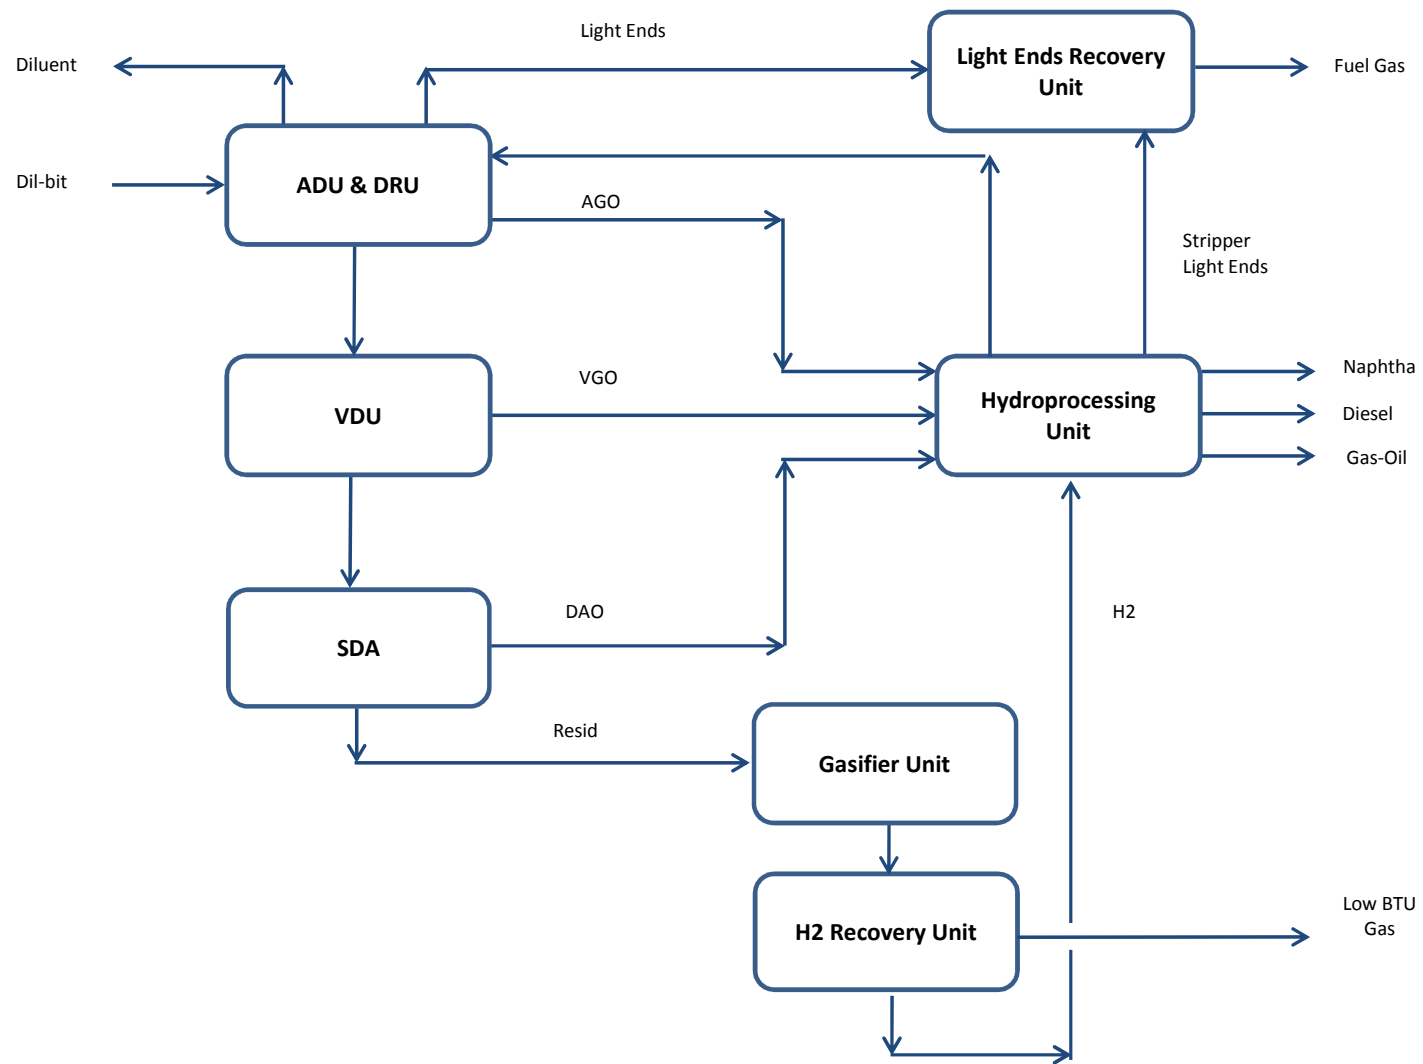 Light Ends
Diluent
Light Ends Recovery
Unit
Fuel Gas
Dil-bit
ADU & DRU
AGO
Stripper
Light Ends
VDU
VGO
Hydroprocessing
Unit
Naphtha
Diesel
Gas-Oil
SDA
DAO
H2
Resid
Gasifier Unit
H2 Recovery Unit
Low BTU
Gas